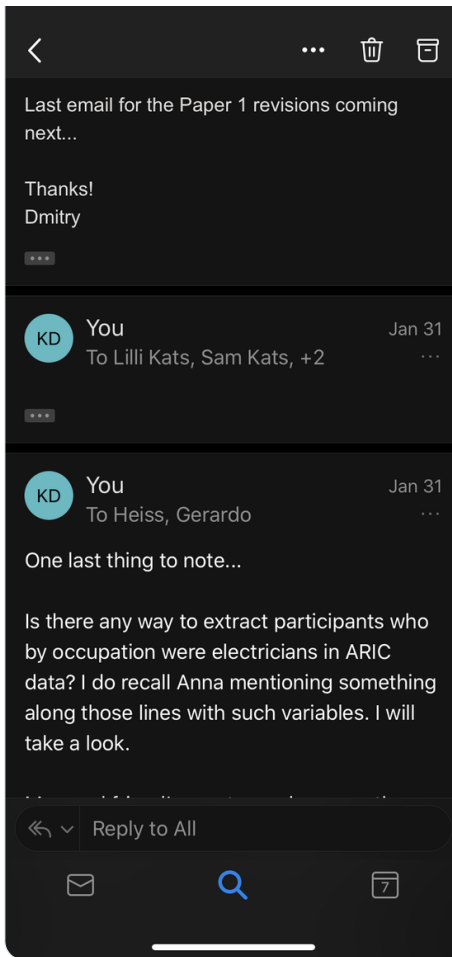 Last email for the Paper 1 revisions coming
next...
Thanks!
Dmitry
KD
You
Jan 31
To Lilli Kats, Sam Kats, +2
KD
You
Jan 31
To Heiss, Gerardo
One last thing to note...
Is there any way to extract participants who
by occupation were electricians in ARIC
data? I do recall Anna mentioning something
along those lines with such variables. I will
take a look.
Reply to All
7